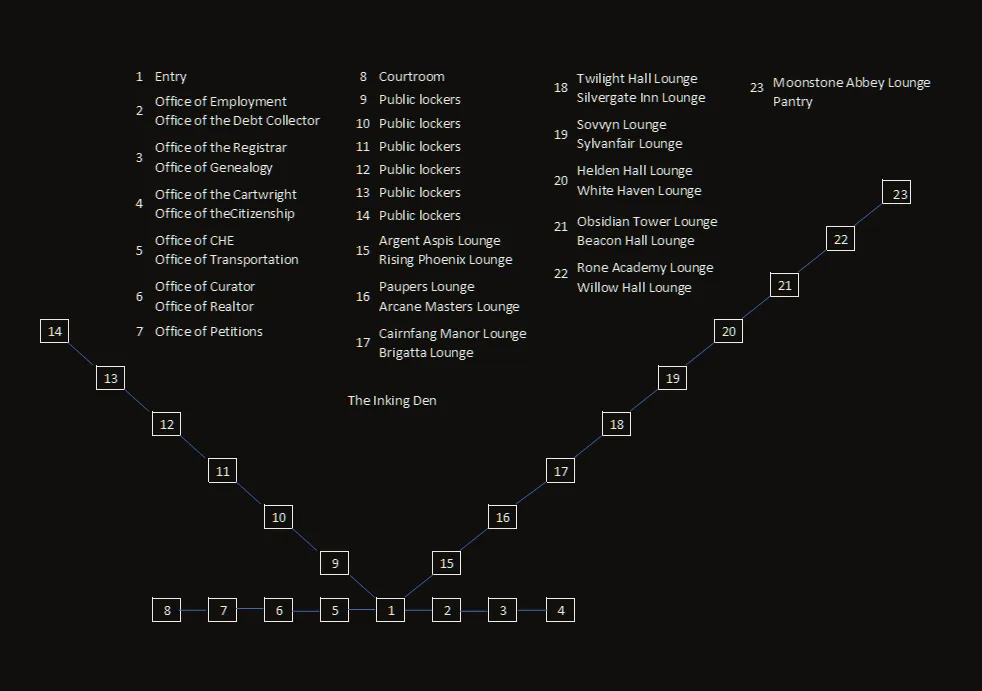 1 Entry
2 Office of Employment
Office of the Debt Collector
3 Office of the Registrar
Office of Genealogy
4 Office of the Cartwright
Office of theCitizenship
5 Office of CHE
Office of Transportation
6 Office of Curator
Office of Realtor
7 Office of Petitions
8 Courtroom
9 Public lockers
10 Public lockers
11 Public lockers
12 Public lockers
13 Public lockers
14 Public lockers
15 Argent Aspis Lounge
Rising Phoenix Lounge
16 Paupers Lounge
Arcane Masters Lounge
17 Cairnfang Manor Lounge
Brigatta Lounge
18 Twilight Hall Lounge
Silvergate Inn Lounge
19 Sovvyn Lounge
Sylvanfair Lounge
20 Helden Hall Lounge
White Haven Lounge
21 Obsidian Tower Lounge
Beacon Hall Lounge
22 Rone Academy Lounge
Willow Hall Lounge
23 Moonstone Abbey Lounge
Pantry
The Inking Den
23
22
21
14 20
13 19
12 18
11 17
10 16
9 15
8 7 6 5 1 2 3 4